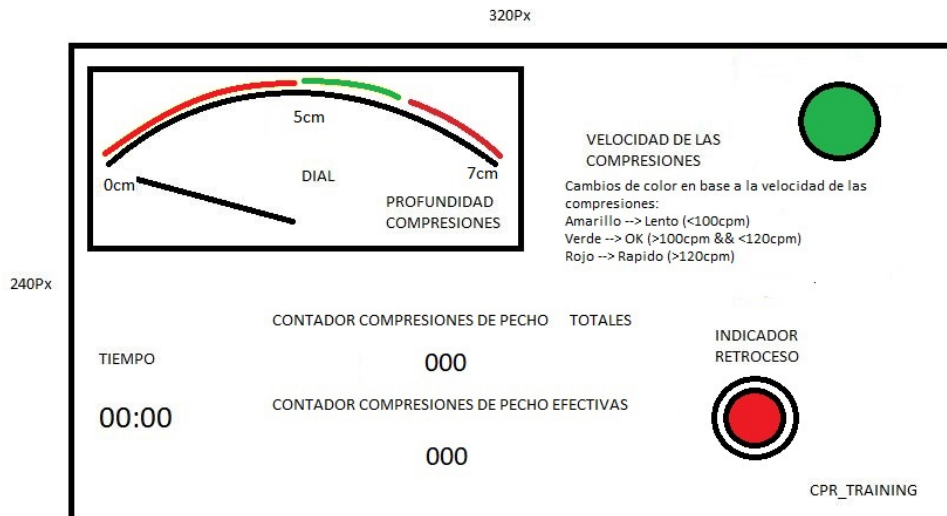 320Px
5cm
0cm
DIAL
7cm
PROFUNDIDAD
COMPRESIONES
VELOCIDAD DE LAS
COMPRESIONES
Cambios de color en base a la velocidad de las
compresiones:
Amarillo --> Lento (<100cpm)
Verde --> OK (>100cpm && <120cpm)
Rojo --> Rapido (>120cpm)
240Px
CONTADOR COMPRESIONES DE PECHO TOTALES
000
TIEMPO
00:00
CONTADOR COMPRESIONES DE PECHO EFECTIVAS
000
INDICADOR
RETROCESO
CPR_TRAINING